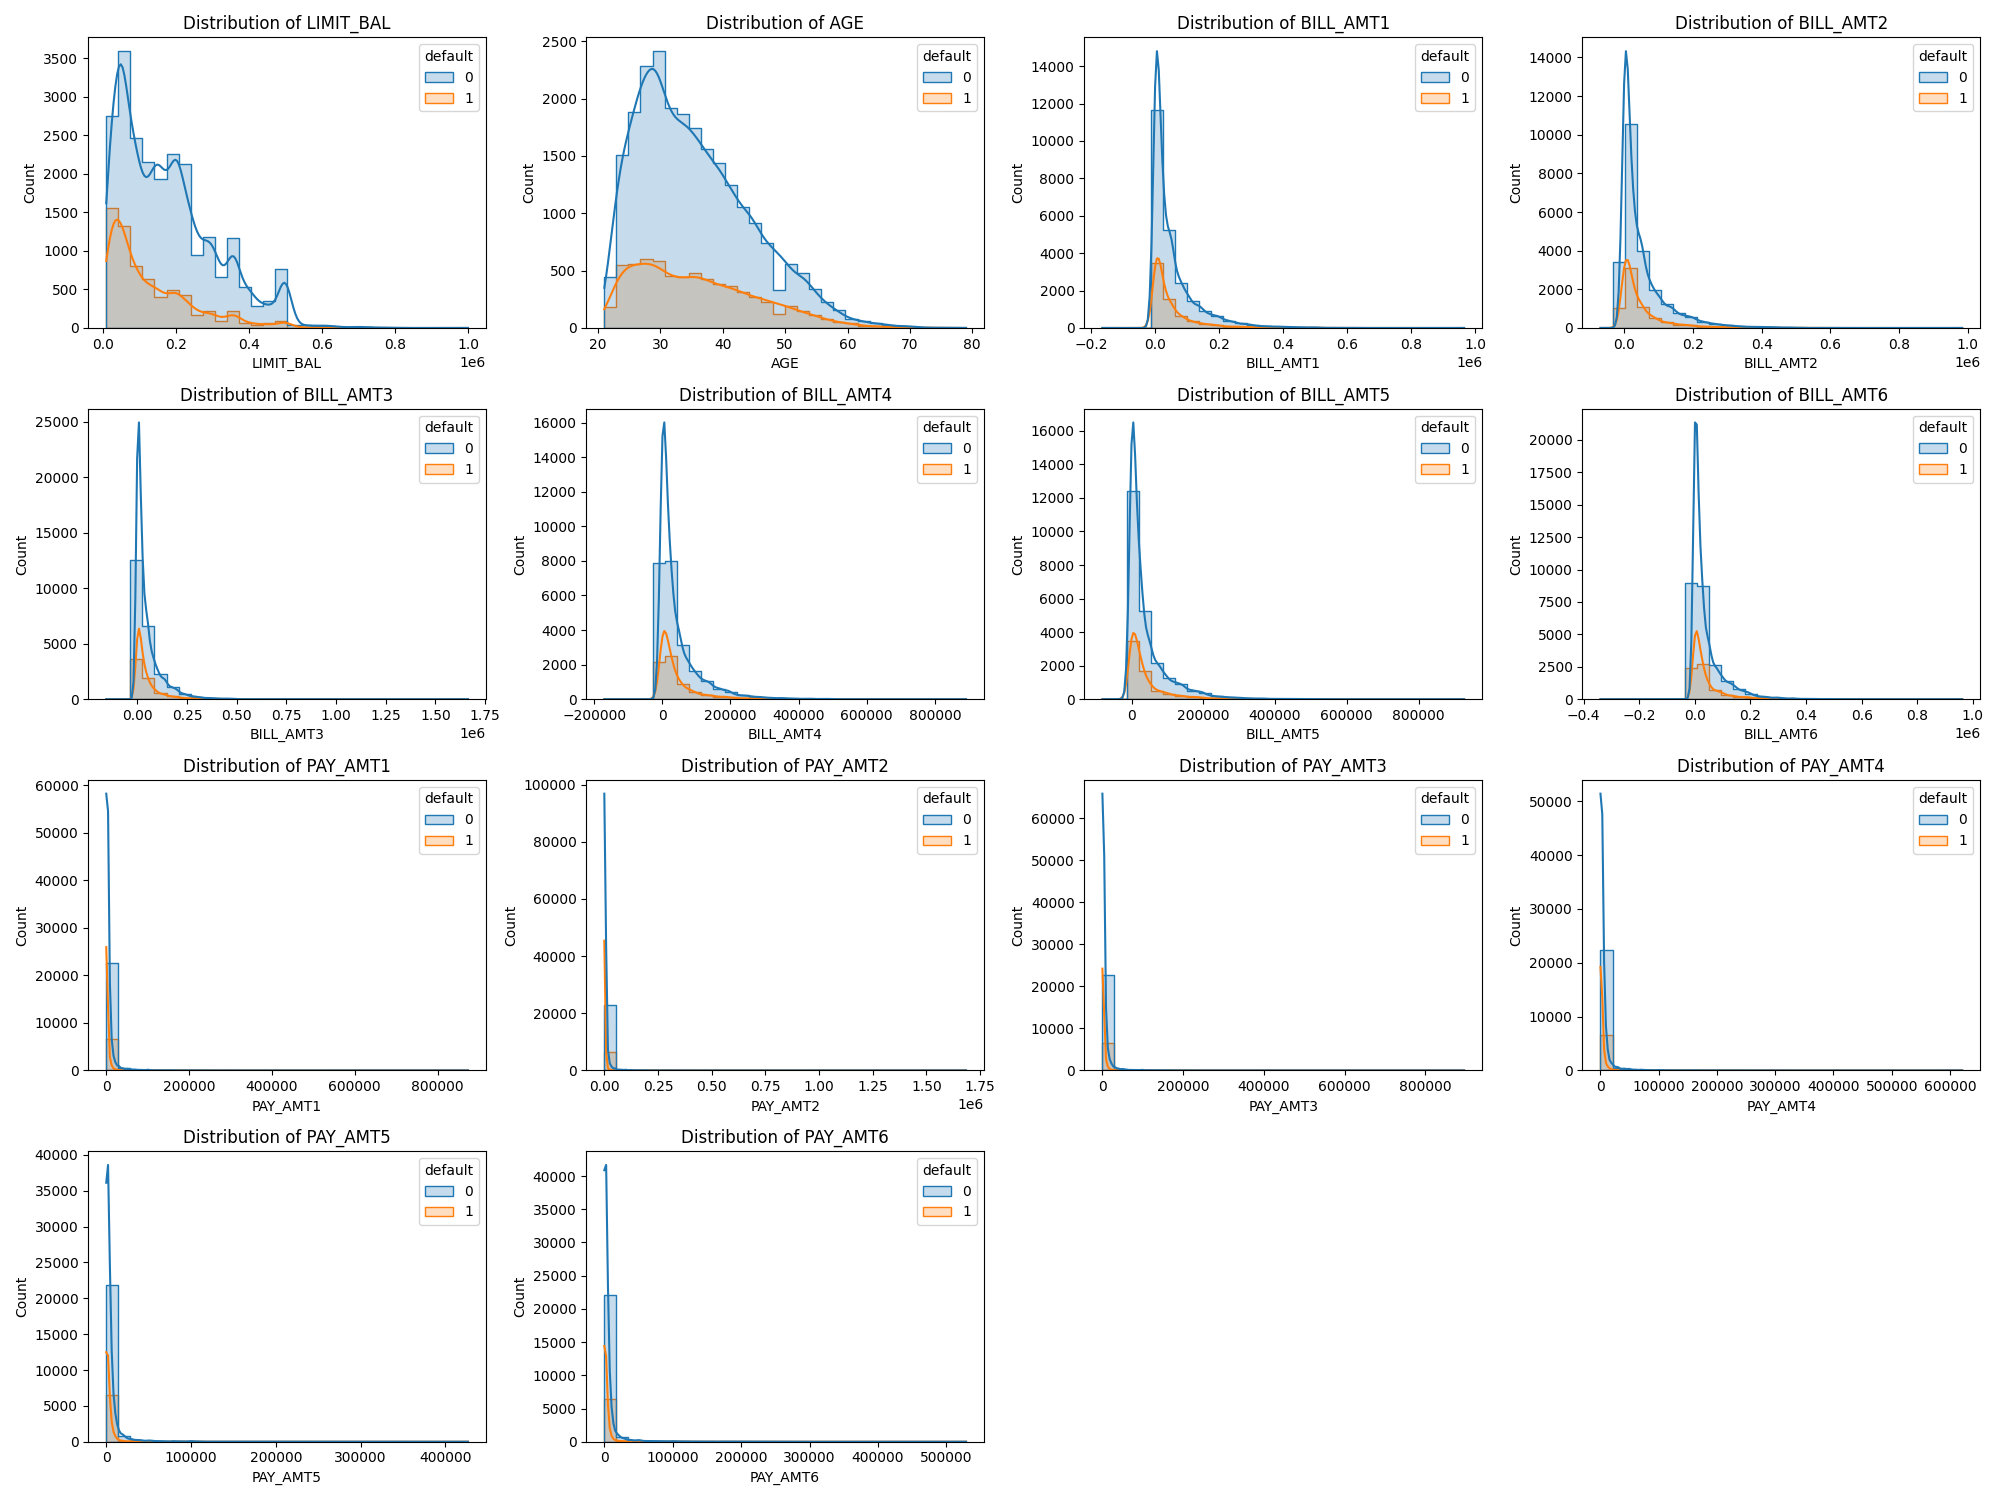 Distribution of LIMIT_BAL
3500
3000
2500
2000
1500
1000
500
0
Count
0.0 0.2 0.4 0.6 0.8 1.0
1e6
LIMIT_BAL
default
0
1
Distribution of AGE
2500
2000
1500
1000
500
0
Count
20 30 40 50 60 70 80
AGE
default
0
1
Distribution of BILL_AMT1
14000
12000
10000
8000
6000
4000
2000
0
Count
−0.2 0.0 0.2 0.4 0.6 0.8 1.0
1e6
BILL_AMT1
default
0
1
Distribution of BILL_AMT2
14000
12000
10000
8000
6000
4000
2000
0
Count
0.0 0.2 0.4 0.6 0.8 1.0
1e6
BILL_AMT2
default
0
1
Distribution of BILL_AMT3
25000
20000
15000
10000
5000
0
Count
0.00 0.25 0.50 0.75 1.00 1.25 1.50 1.75
1e6
BILL_AMT3
default
0
1
Distribution of BILL_AMT4
16000
14000
12000
10000
8000
6000
4000
2000
0
Count
−200000 0 200000 400000 600000 800000
BILL_AMT4
default
0
1
Distribution of BILL_AMT5
16000
14000
12000
10000
8000
6000
4000
2000
0
Count
0 200000 400000 600000 800000
BILL_AMT5
default
0
1
Distribution of BILL_AMT6
20000
17500
15000
12500
10000
7500
5000
2500
0
Count
−0.4 −0.2 0.0 0.2 0.4 0.6 0.8 1.0
1e6
BILL_AMT6
default
0
1
Distribution of PAY_AMT1
60000
50000
40000
30000
20000
10000
0
Count
0 200000 400000 600000 800000
PAY_AMT1
default
0
1
Distribution of PAY_AMT2
100000
80000
60000
40000
20000
0
Count
0.00 0.25 0.50 0.75 1.00 1.25 1.50 1.75
1e6
PAY_AMT2
default
0
1
Distribution of PAY_AMT3
60000
50000
40000
30000
20000
10000
0
Count
0 200000 400000 600000 800000
PAY_AMT3
default
0
1
Distribution of PAY_AMT4
50000
40000
30000
20000
10000
0
Count
0 100000 200000 300000 400000 500000 600000
PAY_AMT4
default
0
1
Distribution of PAY_AMT5
40000
35000
30000
25000
20000
15000
10000
5000
0
Count
0 100000 200000 300000 400000
PAY_AMT5
default
0
1
Distribution of PAY_AMT6
40000
35000
30000
25000
20000
15000
10000
5000
0
Count
0 100000 200000 300000 400000 500000
PAY_AMT6
default
0
1